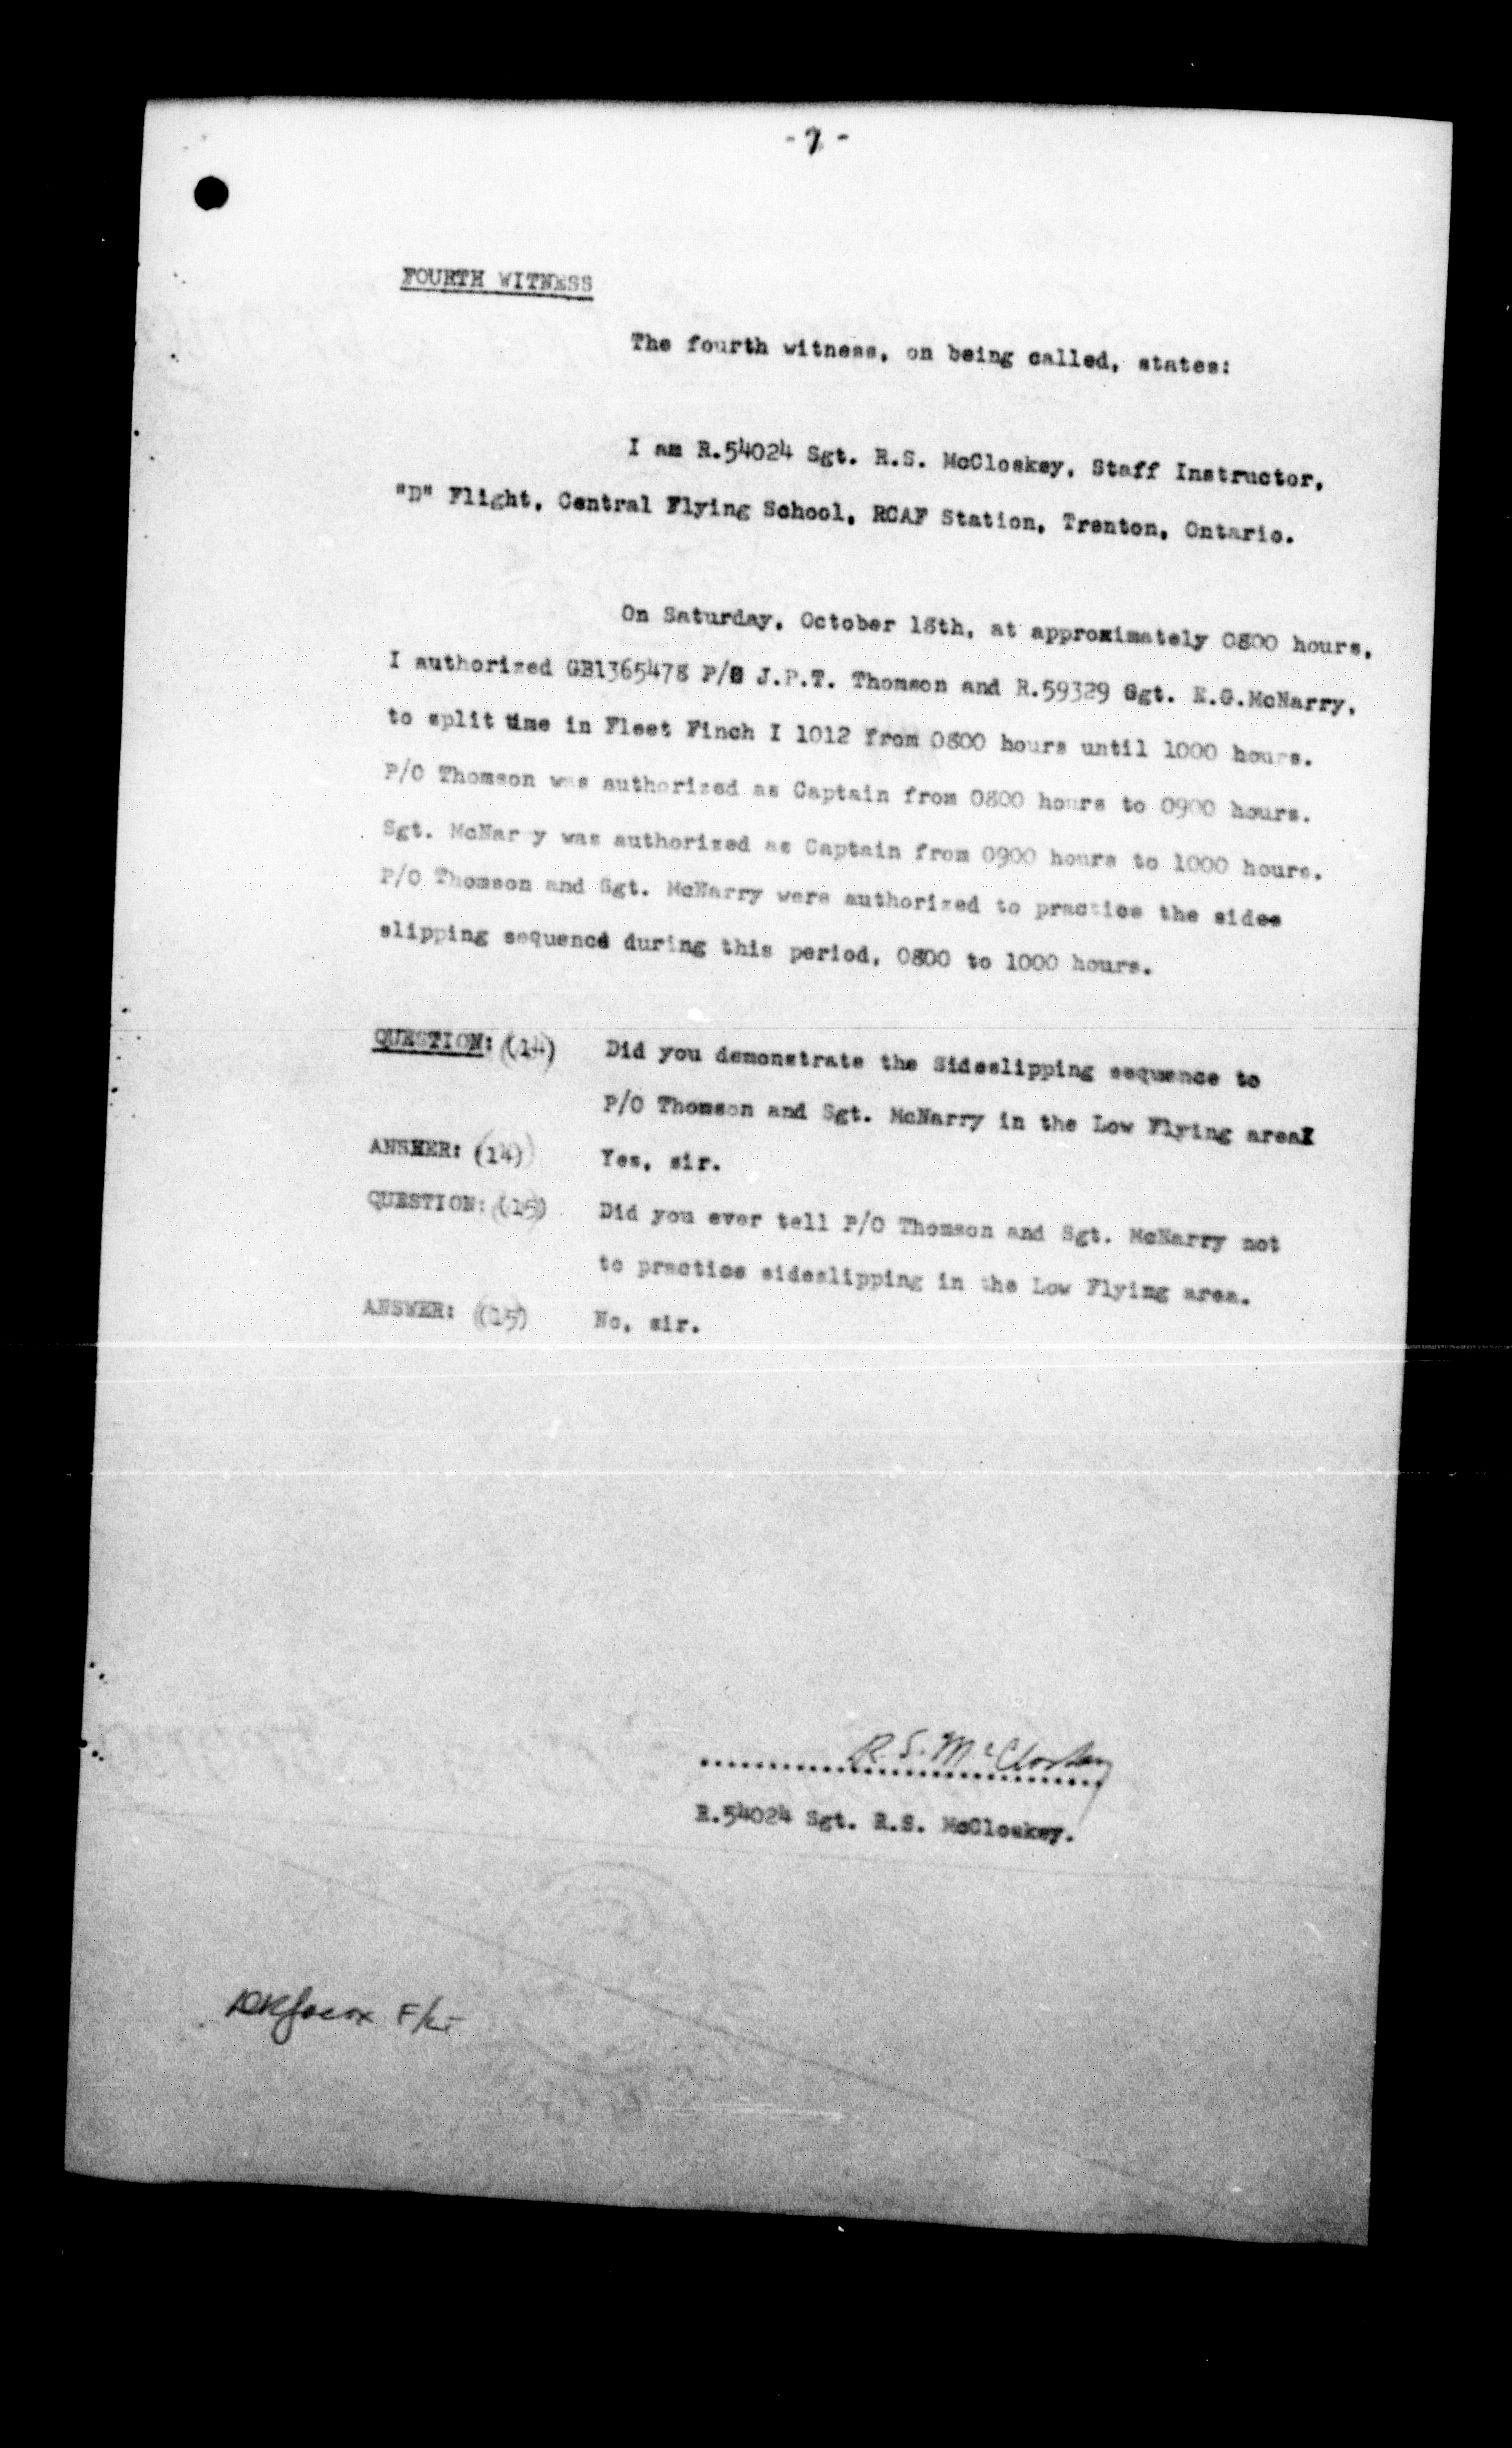 - 7 -
FOURTH WITNESS
The fourth witness, on being called, states:
I am R.54024 Sgt. R.S. McCloskey, Staff Instructor,
"D" Flight, Central Flying School, RCAF Station, Trenton, Ontario.
On Saturday, October 18th, at approximately 0800 hours,
I authorized GB1365478 P/O J.P.T. Thomson and R.59329 Sgt. K.G.McNarry,
to split time in Fleet Finch I 1012 from 0800 hours until 1000 hours.
P/O Thomson was authorized as Captain from 0800 hours to 0900 hours.
Sgt. McNarry was authorized as Captain from 0900 hours to 1000 hours.
P/O Thomson and Sgt. McNarry were authorized to practice the side-
slipping sequence during this period, 0800 to 1000 hours.
QUESTION: (14) Did you demonstrate the Sideslipping sequence to
P/O Thomson and Sgt. McNarry in the Low Flying area
ANSWER: (14) Yes, sir.
QUESTION: (15) Did you ever tell P/O Thomson and Sgt. McNarry not
to practice sideslipping in the Low Flying area.
ANSWER: (15) No, sir.
R.S. McCloskey
R.54024 Sgt. R.S. McCloskey.
F/Lt